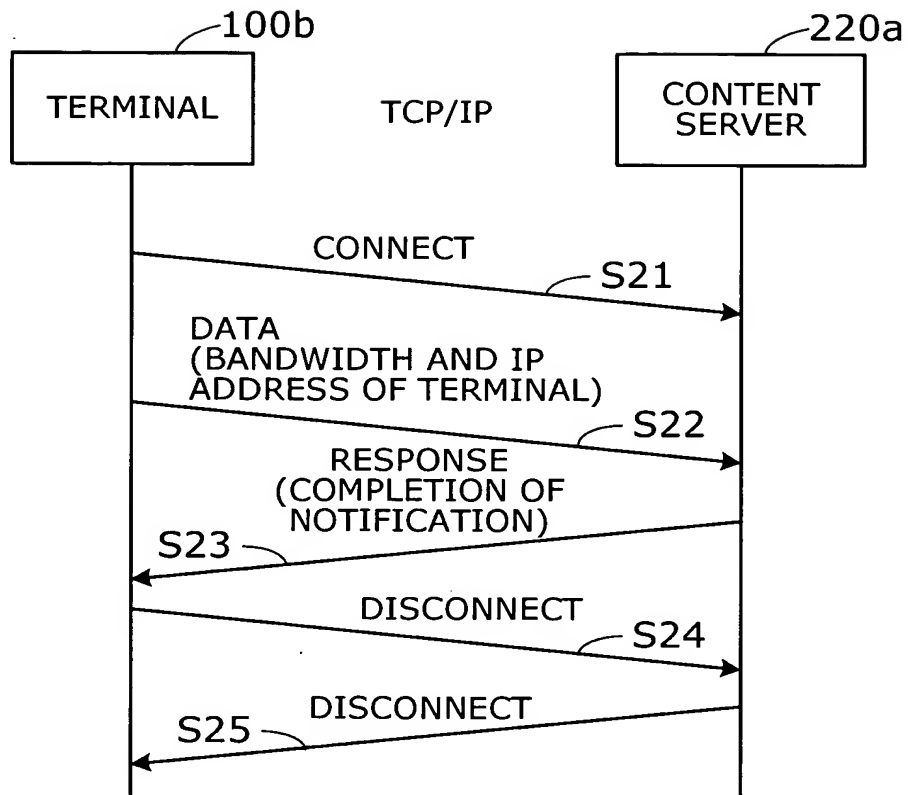 100b
220a
TERMINAL
TCP/IP
CONTENT
SERVER
CONNECT
S21
DATA
(BANDWIDTH AND IP
ADDRESS OF TERMINAL)
S22
RESPONSE
(COMPLETION OF
NOTIFICATION)
S23
DISCONNECT
S24
DISCONNECT
S25